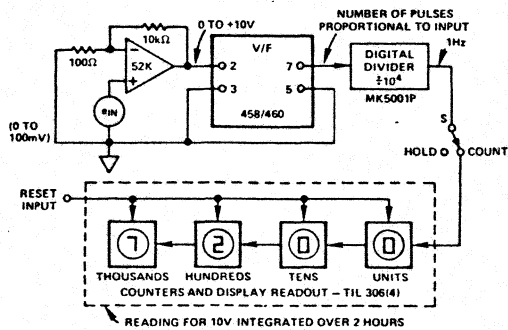 NUMBER OF PULSES
PROPORTIONAL TO INPUT
0 TO +10V
1Hz
10kΩ
100Ω
52K
−
+
eIN
(0 TO
100mV)
V/F
2
7
3
5
458/460
DIGITAL
DIVIDER
÷10⁴
MK5001P
S
HOLD
COUNT
RESET
INPUT
7
2
0
0
THOUSANDS
HUNDREDS
TENS
UNITS
COUNTERS AND DISPLAY READOUT – TIL 306(4)
READING FOR 10V INTEGRATED OVER 2 HOURS